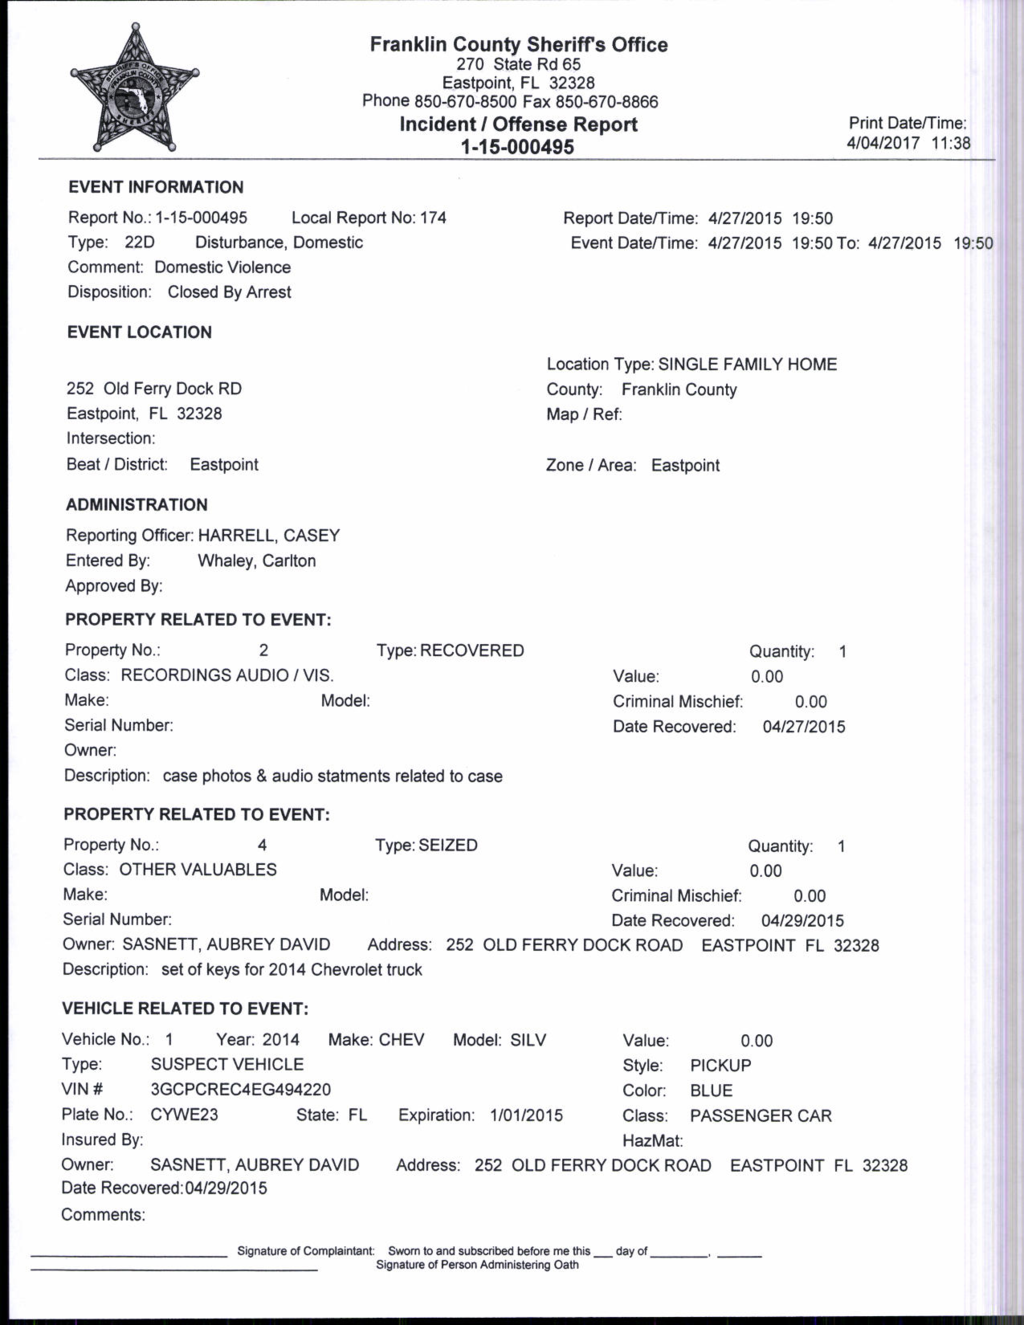 Franklin County Sheriff's Office
270 State Rd 65
Eastpoint, FL 32328
Phone 850-670-8500 Fax 850-670-8866
Incident / Offense Report
1-15-000495
Print Date/Time:
4/04/2017 11:38
EVENT INFORMATION
Report No.: 1-15-000495 Local Report No: 174 Report Date/Time: 4/27/2015 19:50
Type: 22D Disturbance, Domestic Event Date/Time: 4/27/2015 19:50 To: 4/27/2015 19:50
Comment: Domestic Violence
Disposition: Closed By Arrest
EVENT LOCATION
Location Type: SINGLE FAMILY HOME
252 Old Ferry Dock RD County: Franklin County
Eastpoint, FL 32328 Map / Ref:
Intersection:
Beat / District: Eastpoint Zone / Area: Eastpoint
ADMINISTRATION
Reporting Officer: HARRELL, CASEY
Entered By: Whaley, Carlton
Approved By:
PROPERTY RELATED TO EVENT:
Property No.: 2 Type: RECOVERED Quantity: 1
Class: RECORDINGS AUDIO / VIS. Value: 0.00
Make: Model: Criminal Mischief: 0.00
Serial Number: Date Recovered: 04/27/2015
Owner:
Description: case photos & audio statments related to case
PROPERTY RELATED TO EVENT:
Property No.: 4 Type: SEIZED Quantity: 1
Class: OTHER VALUABLES Value: 0.00
Make: Model: Criminal Mischief: 0.00
Serial Number: Date Recovered: 04/29/2015
Owner: SASNETT, AUBREY DAVID Address: 252 OLD FERRY DOCK ROAD EASTPOINT FL 32328
Description: set of keys for 2014 Chevrolet truck
VEHICLE RELATED TO EVENT:
Vehicle No.: 1 Year: 2014 Make: CHEV Model: SILV Value: 0.00
Type: SUSPECT VEHICLE Style: PICKUP
VIN # 3GCPCREC4EG494220 Color: BLUE
Plate No.: CYWE23 State: FL Expiration: 1/01/2015 Class: PASSENGER CAR
Insured By: HazMat:
Owner: SASNETT, AUBREY DAVID Address: 252 OLD FERRY DOCK ROAD EASTPOINT FL 32328
Date Recovered:04/29/2015
Comments:
Signature of Complaintant: Sworn to and subscribed before me this ___ day of ________, ______
Signature of Person Administering Oath